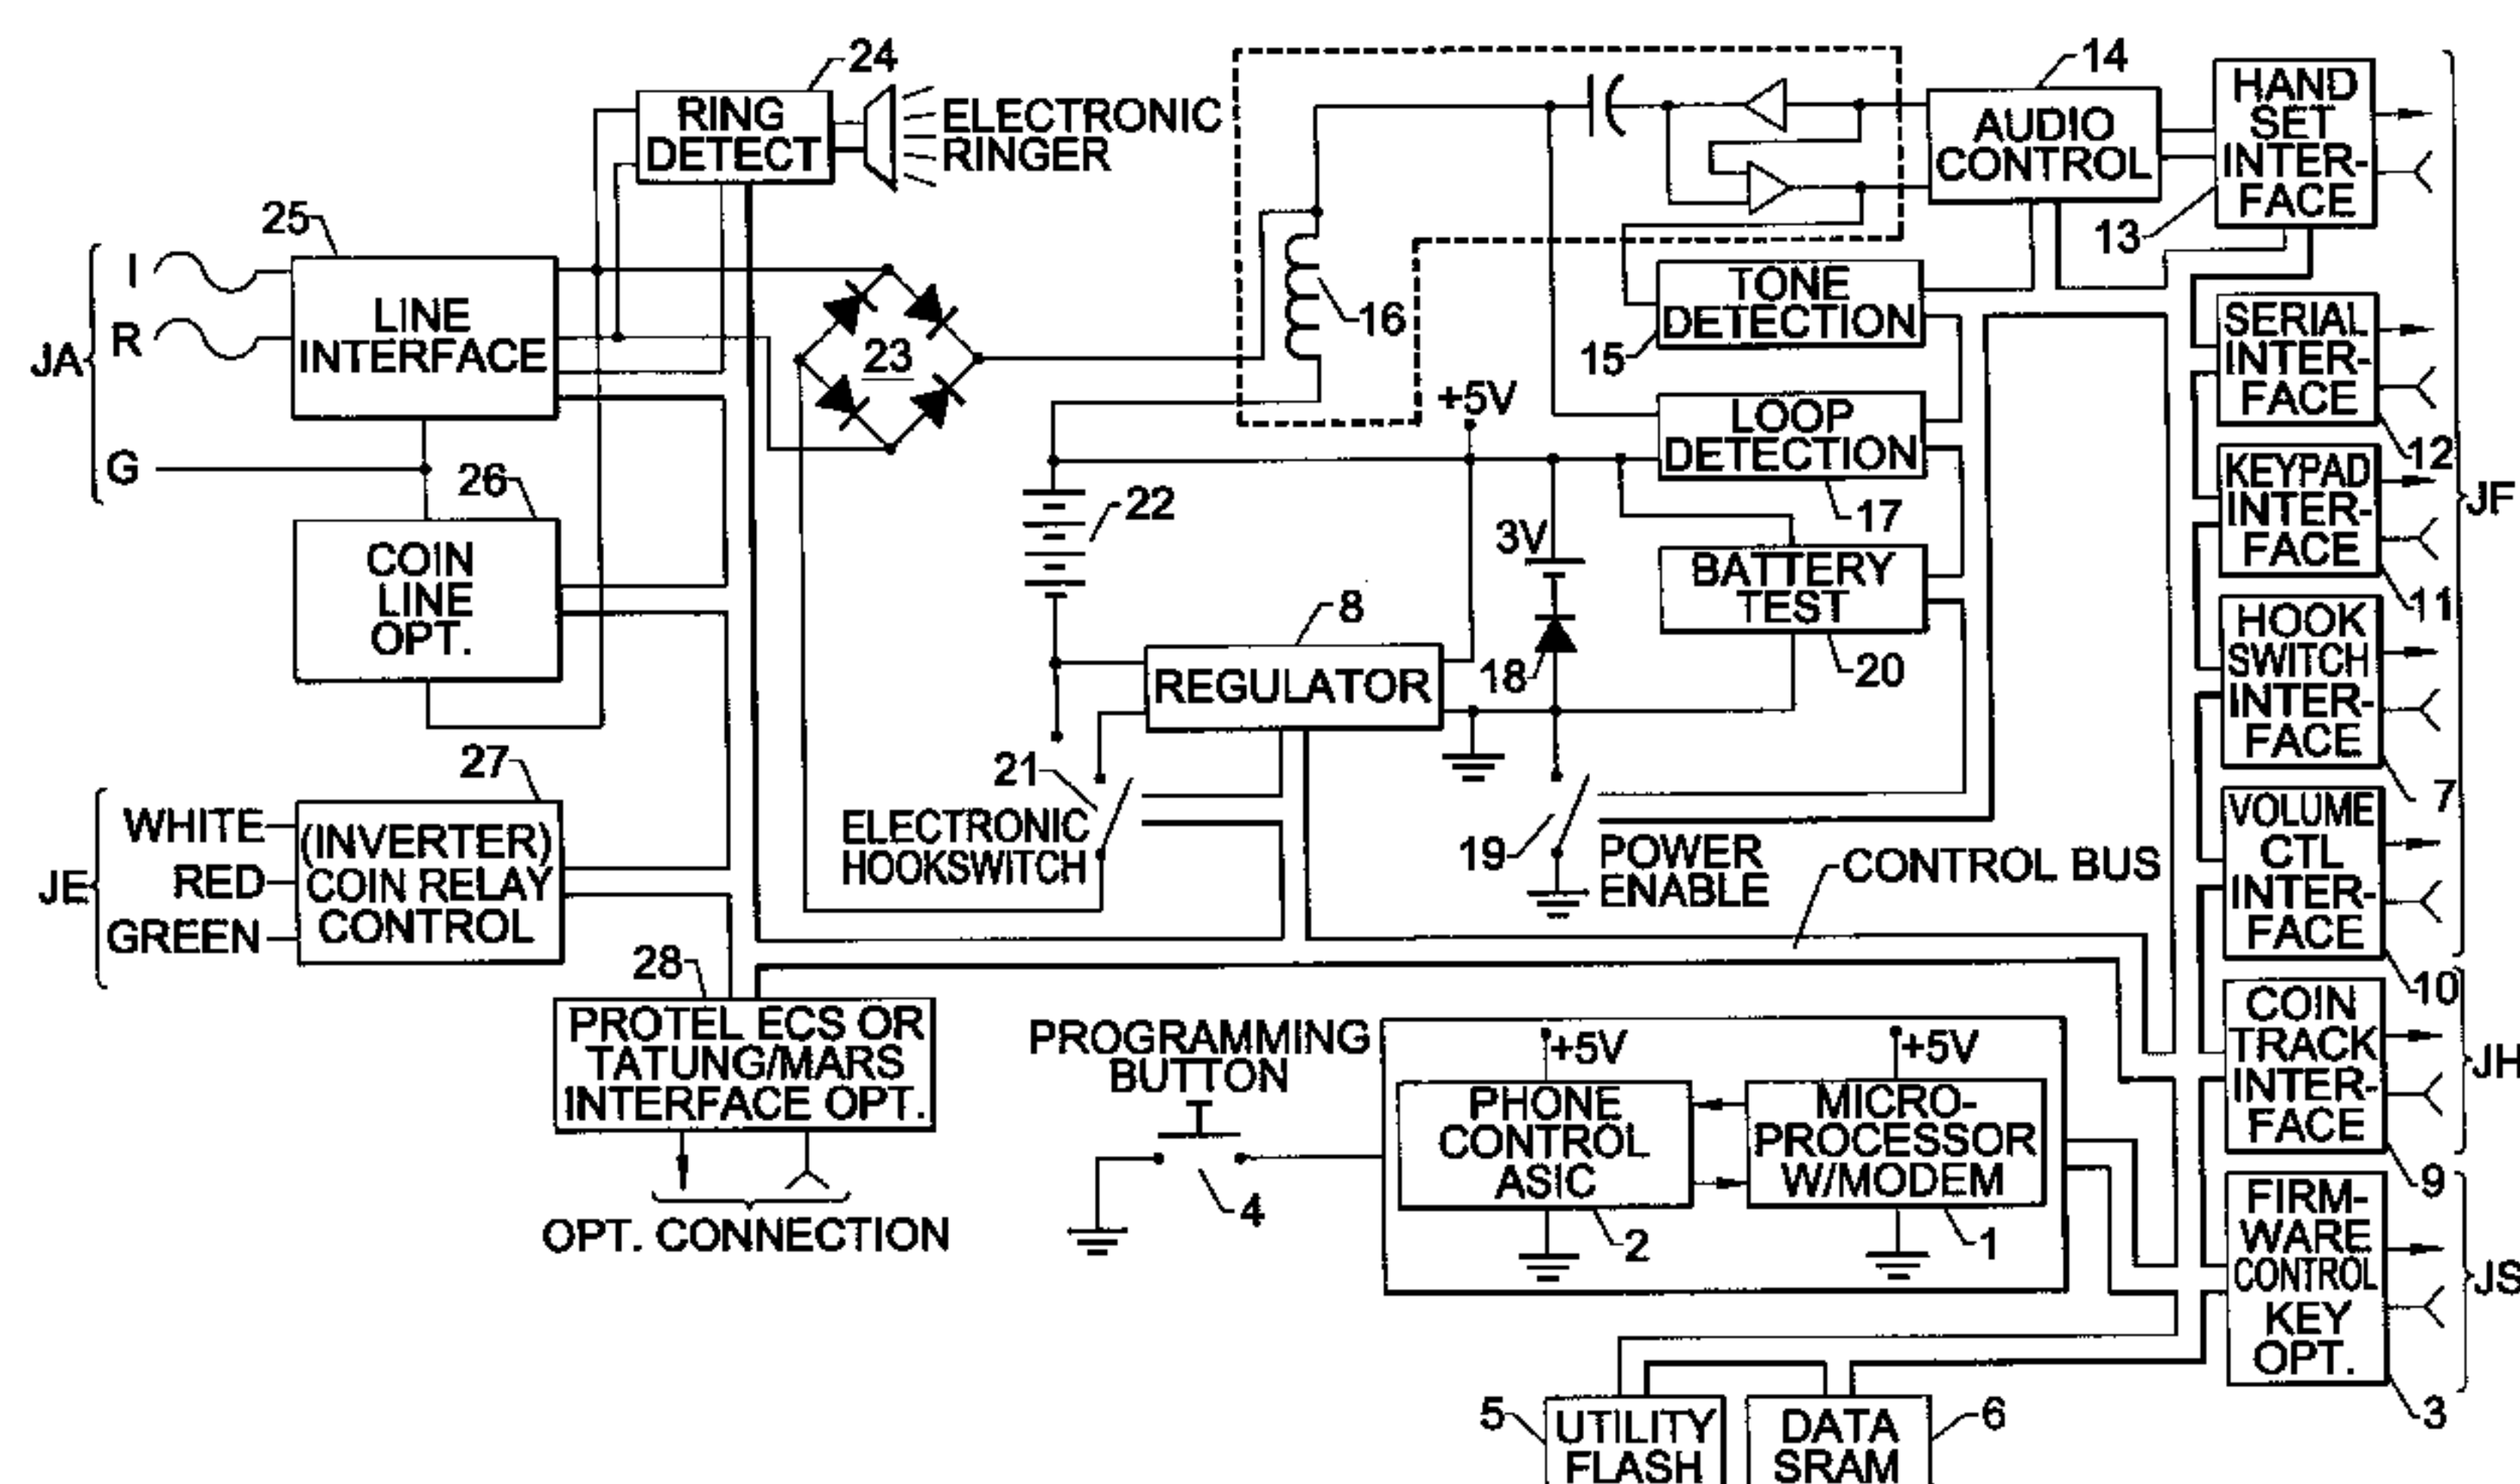 24
RING
DETECT
ELECTRONIC
RINGER
25
JA
I
R
G
LINE
INTERFACE
23
26
COIN
LINE
OPT.
27
JE
WHITE
RED
GREEN
(INVERTER)
COIN RELAY
CONTROL
28
PROTEL ECS OR
TATUNG/MARS
INTERFACE OPT.
OPT. CONNECTION
16
22
8
REGULATOR
21
ELECTRONIC
HOOKSWITCH
14
AUDIO
CONTROL
TONE
DETECTION
15
+5V
LOOP
DETECTION
17
3V
BATTERY
TEST
18
20
19
POWER
ENABLE
CONTROL BUS
PROGRAMMING
BUTTON
4
+5V
PHONE
CONTROL
ASIC
2
+5V
MICRO-
PROCESSOR
W/MODEM
1
5
UTILITY
FLASH
DATA
SRAM
6
HAND
SET
INTER-
FACE
13
SERIAL
INTER-
FACE
12
KEYPAD
INTER-
FACE
11
HOOK
SWITCH
INTER-
FACE
7
VOLUME
CTL
INTER-
FACE
10
JF
COIN
TRACK
INTER-
FACE
9
JH
FIRM-
WARE
CONTROL
KEY
OPT.
3
JS